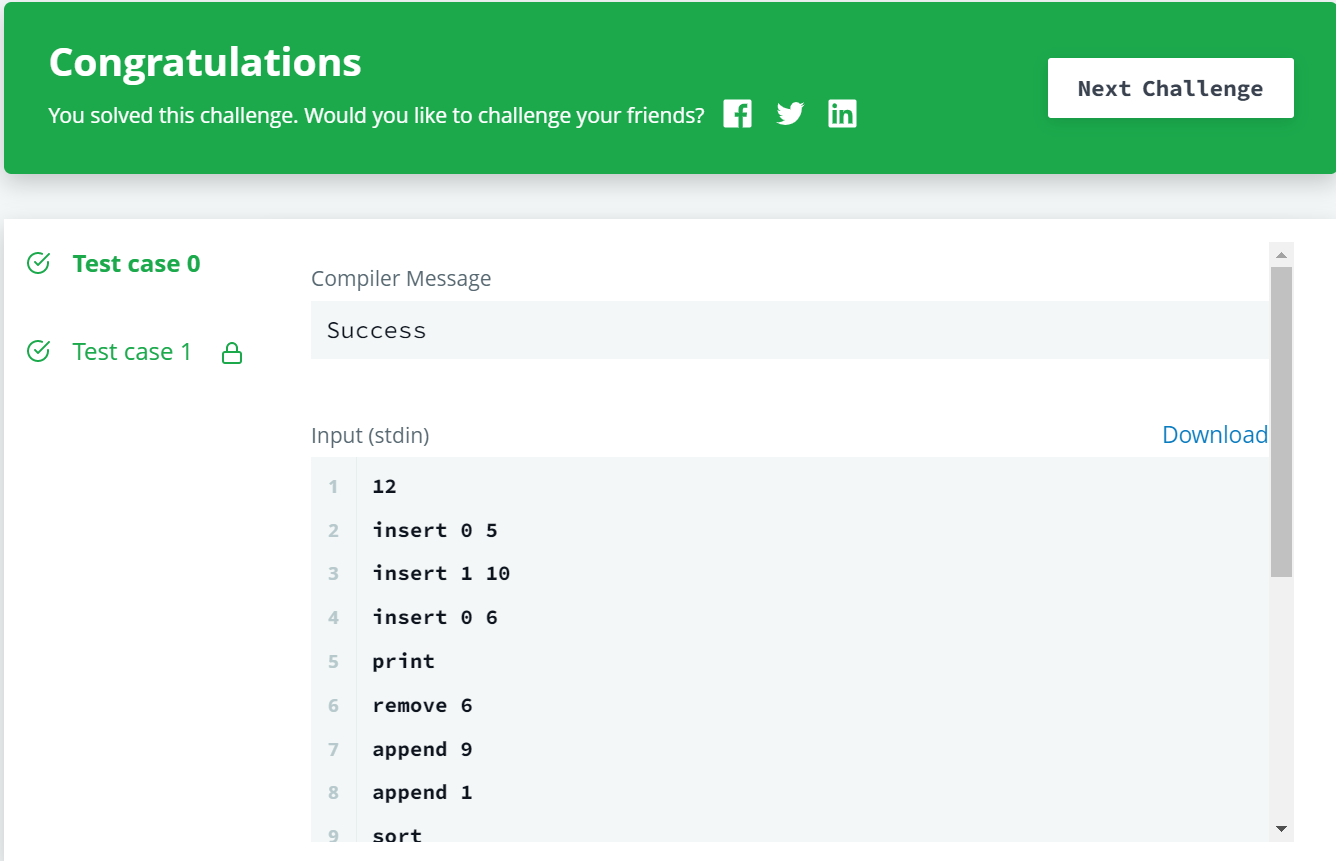 Congratulations
You solved this challenge. Would you like to challenge your friends?
Next Challenge
Test case 0
Test case 1
Compiler Message
Success
Input (stdin)
Download
1 12
2 insert 0 5
3 insert 1 10
4 insert 0 6
5 print
6 remove 6
7 append 9
8 append 1
9 sort